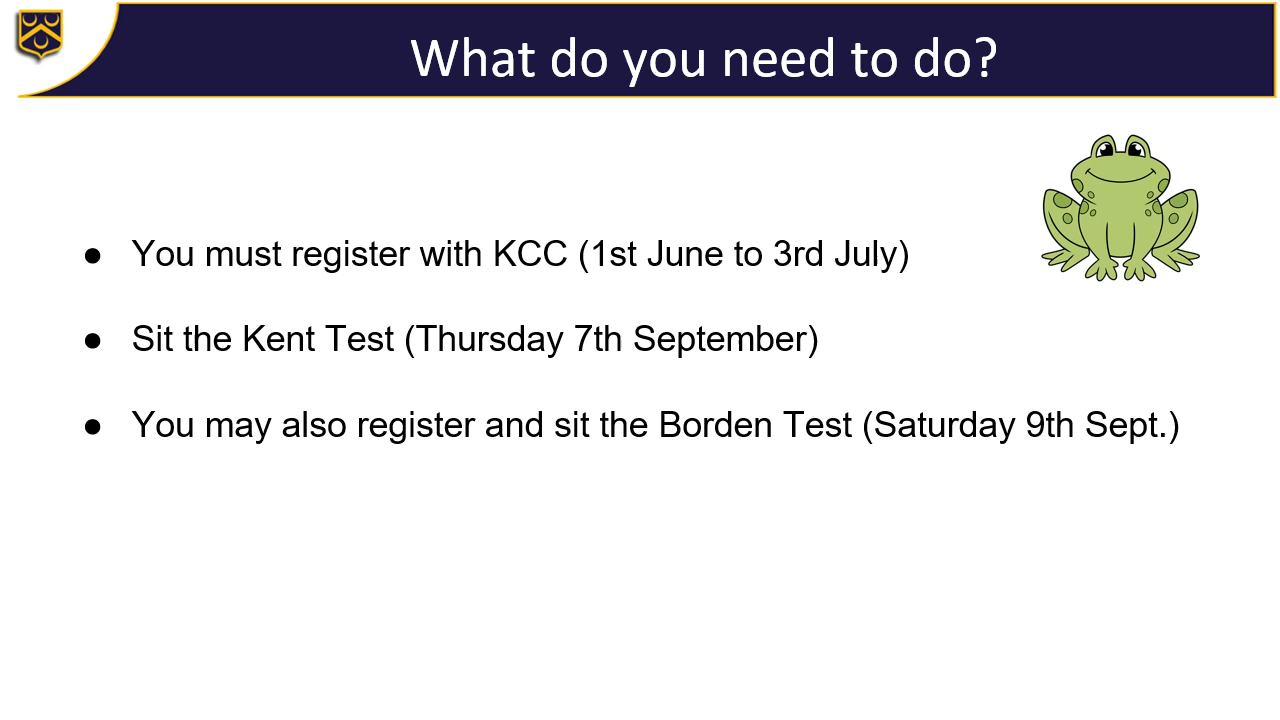 What do you need to do?
● You must register with KCC (1st June to 3rd July)
● Sit the Kent Test (Thursday 7th September)
● You may also register and sit the Borden Test (Saturday 9th Sept.)